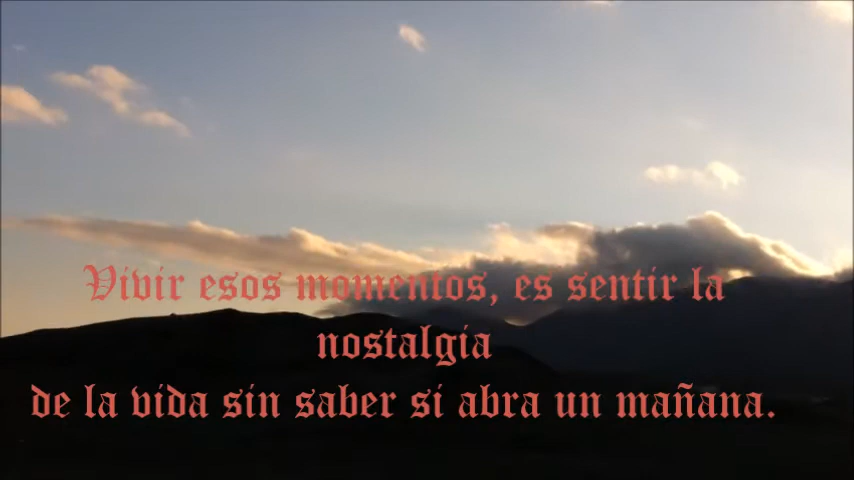 Vivir esos momentos, es sentir la
nostalgia
de la vida sin saber si abra un mañana.